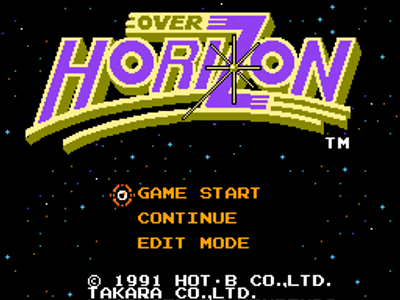 OVER
HORIZON
TM
GAME START
CONTINUE
EDIT MODE
© 1991 HOT·B CO.,LTD.
TAKARA CO.,LTD.